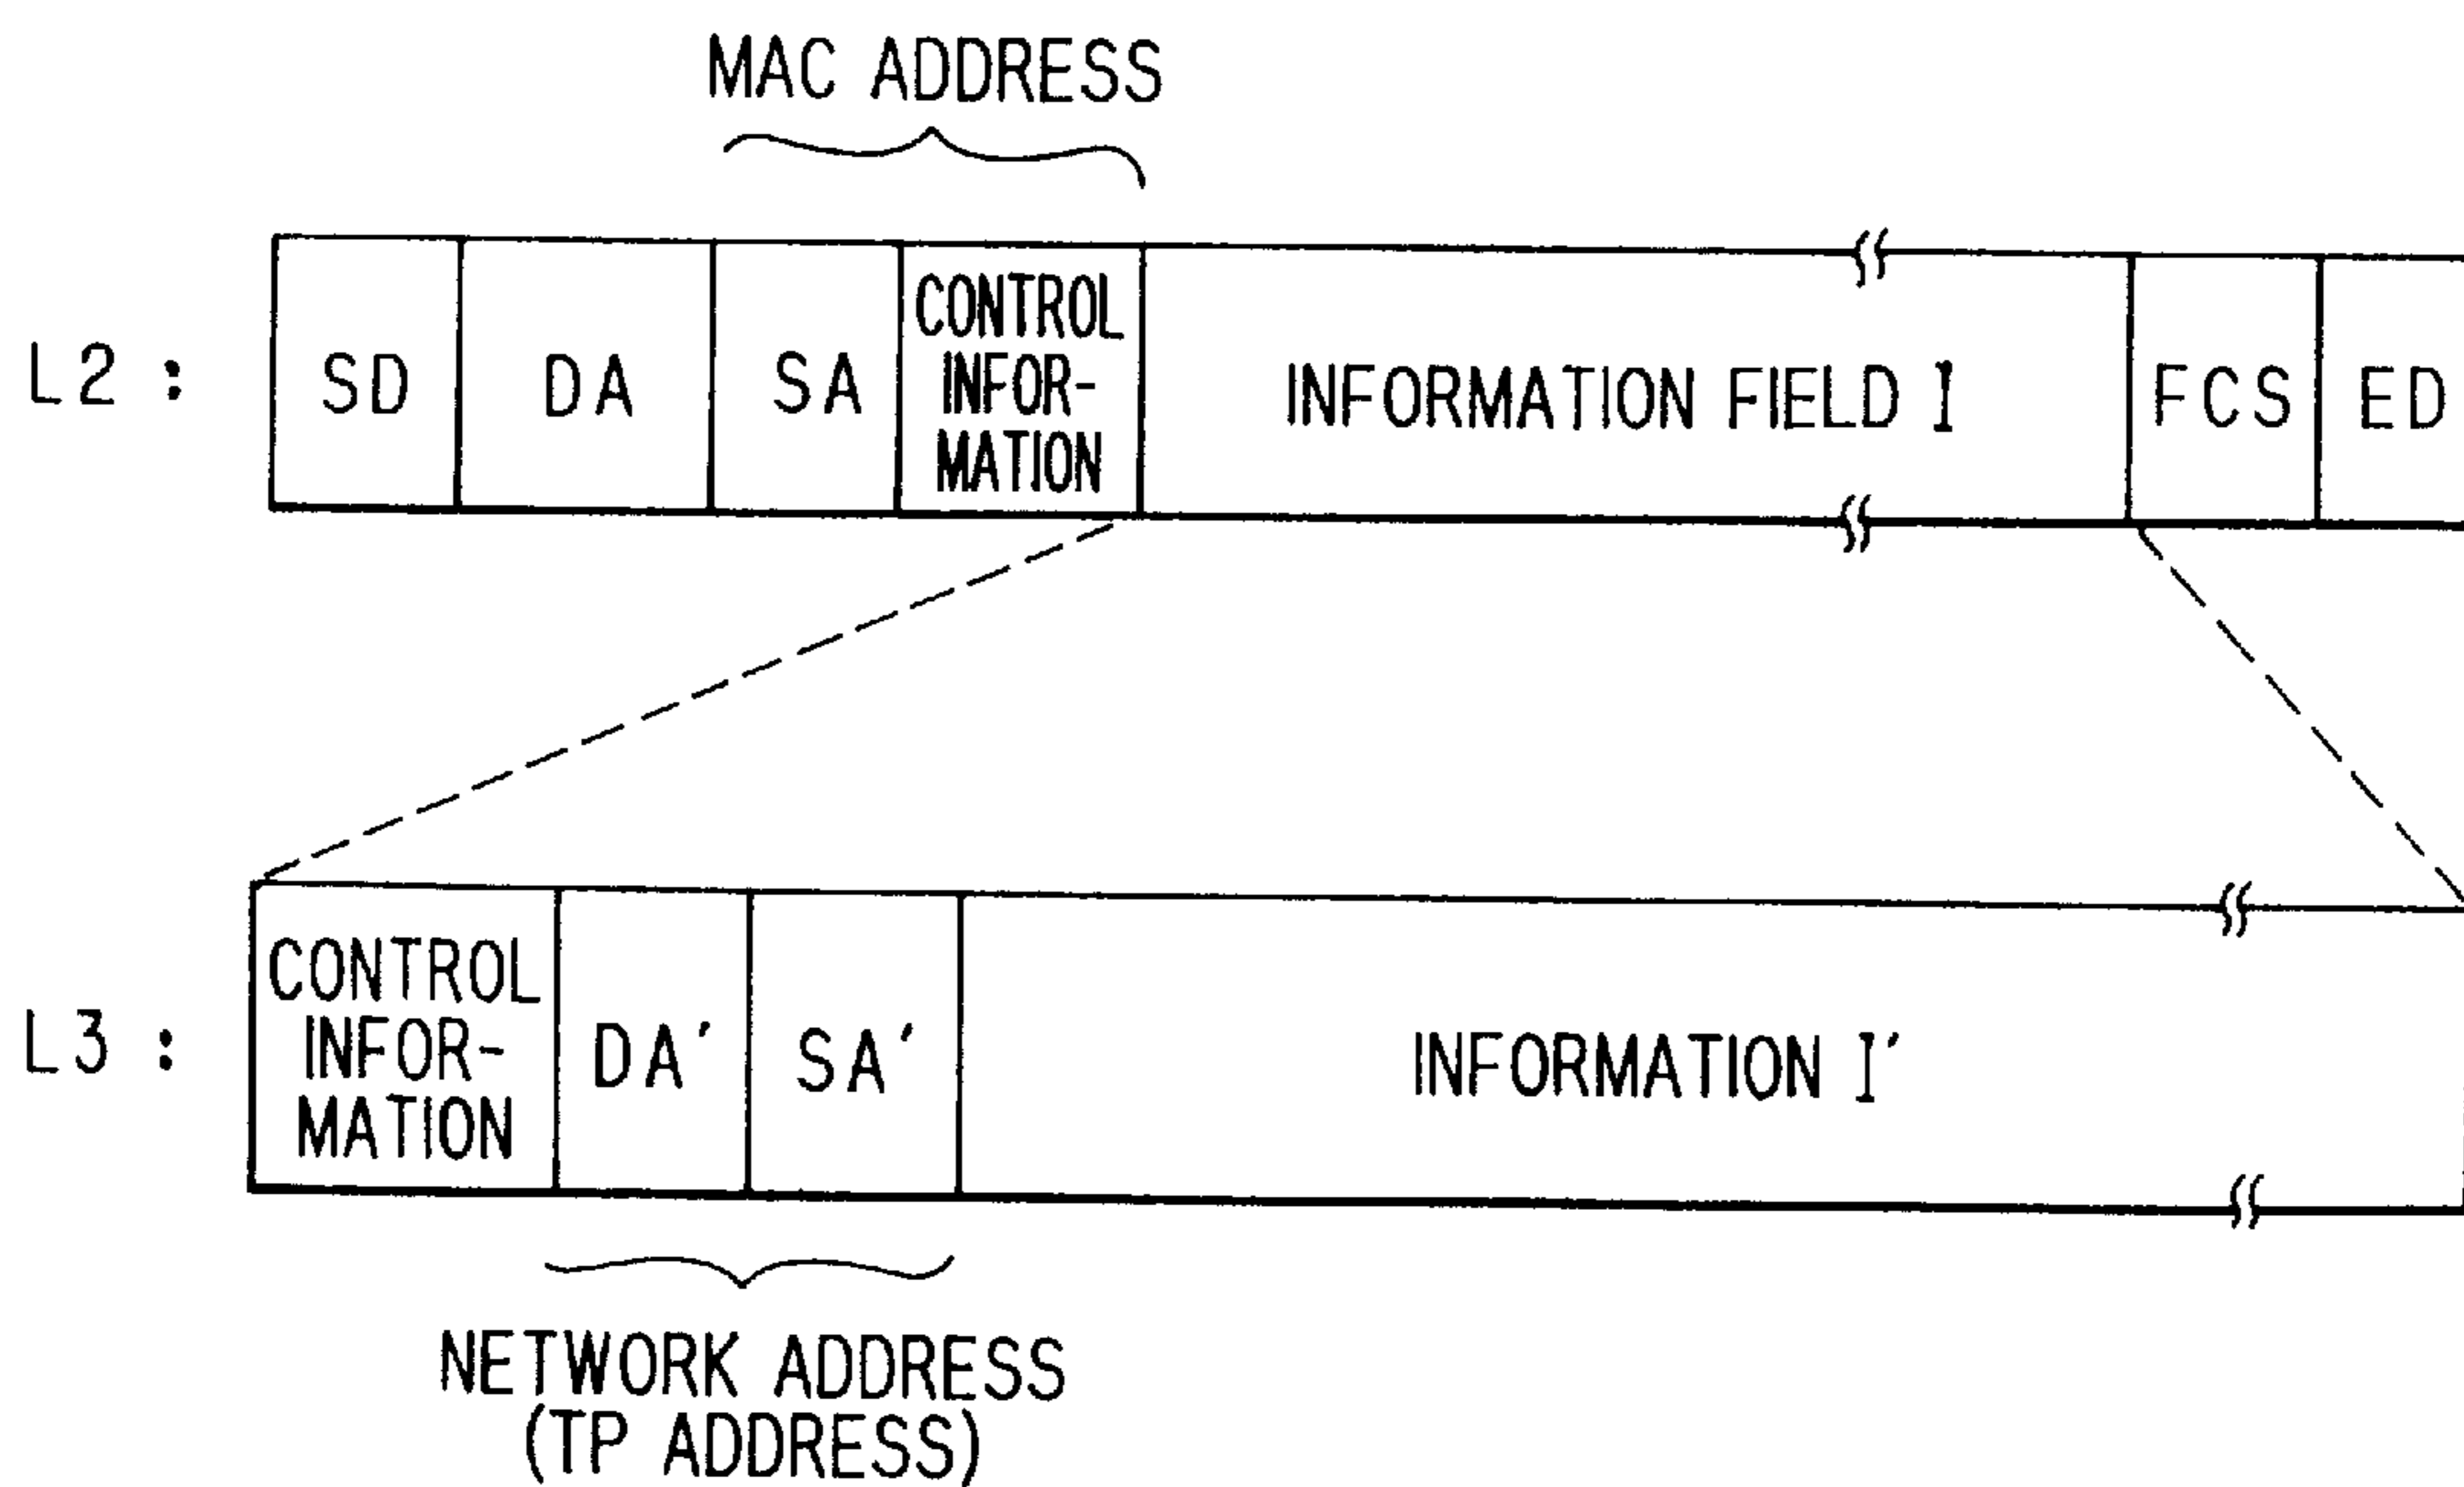 MAC ADDRESS
L2 : SD DA SA CONTROL INFOR- MATION INFORMATION FIELD I FCS ED
L3 : CONTROL INFOR- MATION DA' SA' INFORMATION I'
NETWORK ADDRESS
(TP ADDRESS)